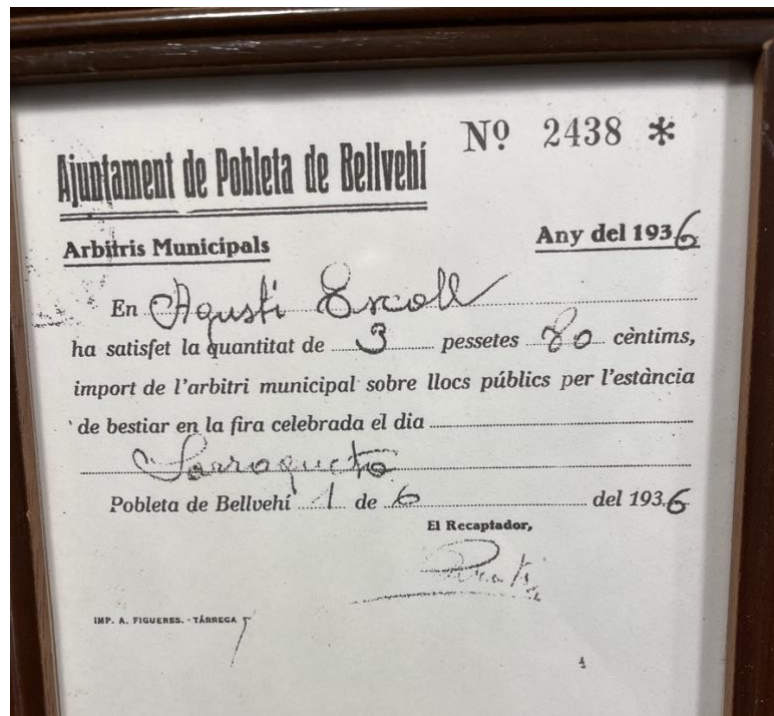 Nº 2438 *
Ajuntament de Pobleta de Bellvehí
Arbitris Municipals
Any del 1936
En Agustí Escoll
ha satisfet la quantitat de 3 pessetes 80 cèntims,
import de l'arbitri municipal sobre llocs públics per l'estància
de bestiar en la fira celebrada el dia
Sarroqueta
Pobleta de Bellvehí 1 de 6 del 1936
El Recaptador,
IMP. A. FIGUERES. - TÀRREGA